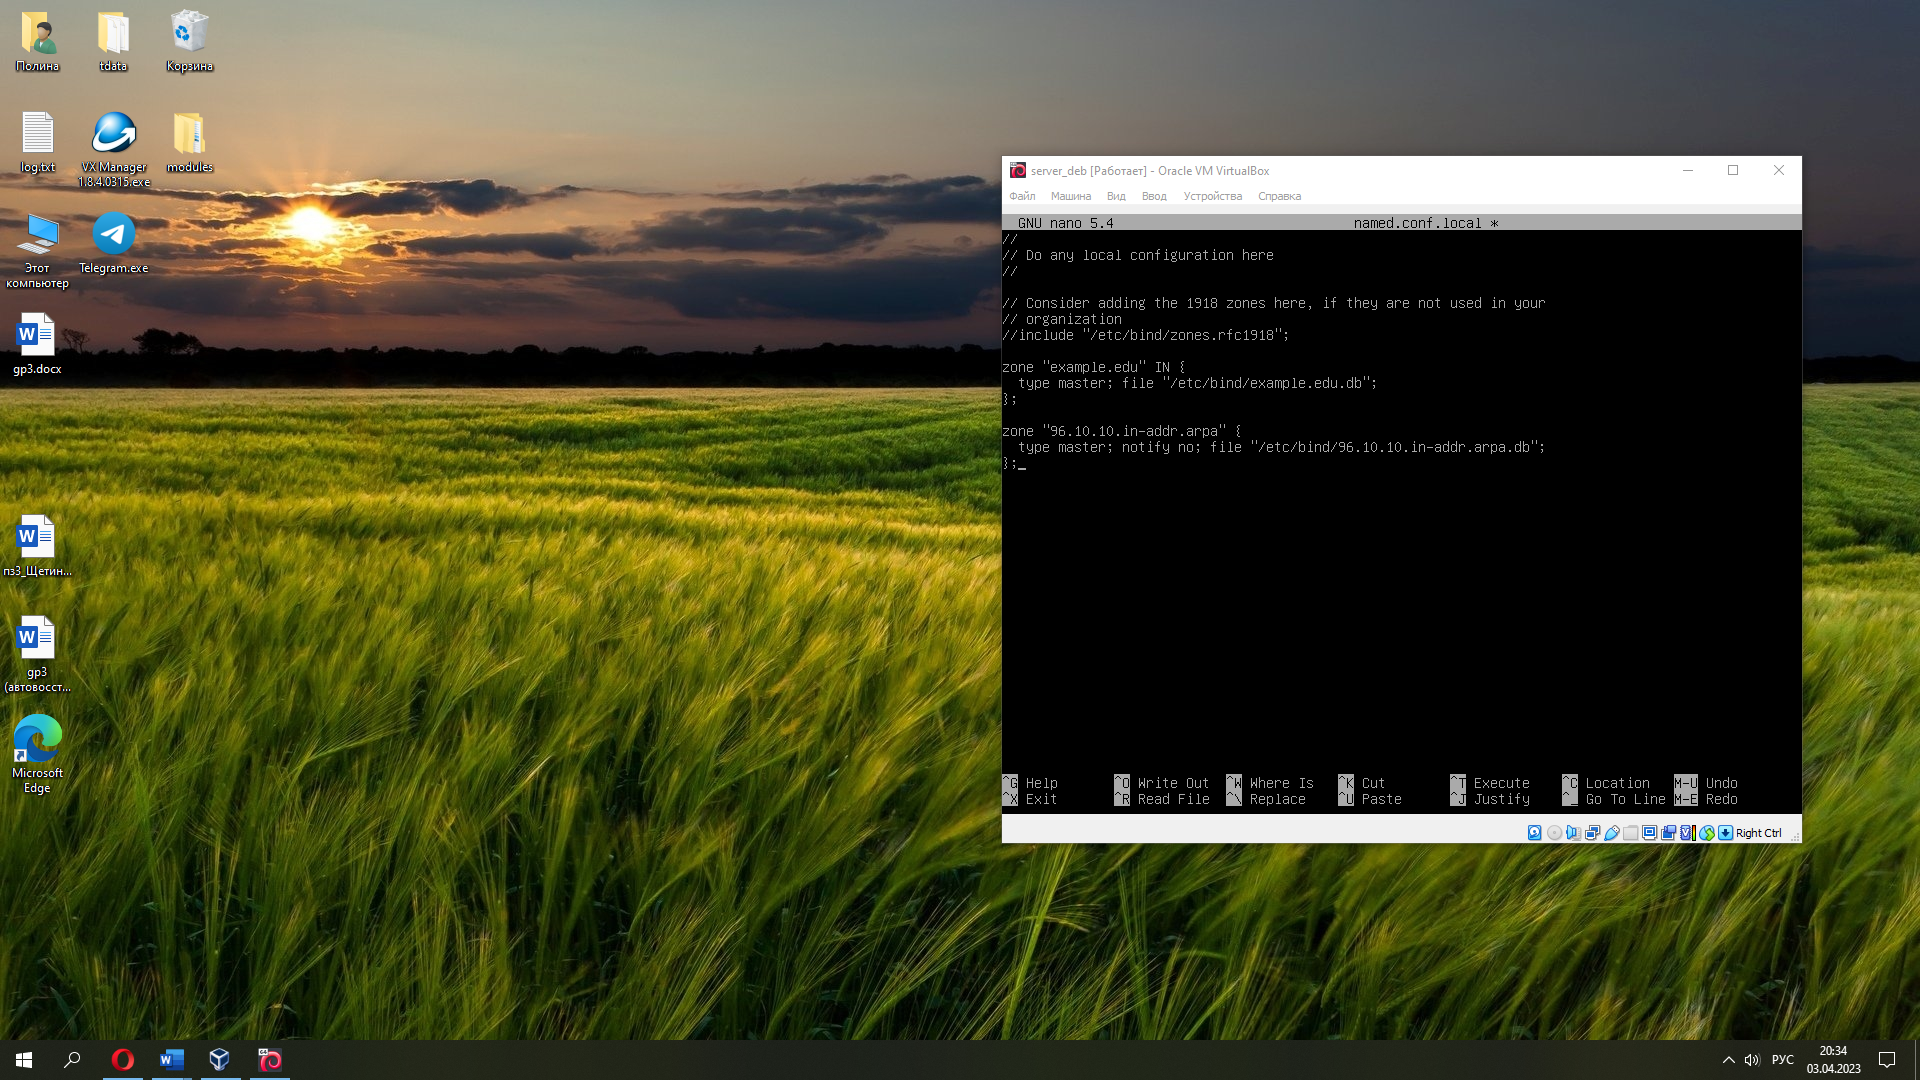 Полина
tdata
Корзина
log.txt
VX Manager
1.8.4.0315.exe
modules
Этот
компьютер
Telegram.exe
gp3.docx
пз3_Щетин...
gp3
(автовосст...
Microsoft
Edge
server_deb [Работает] - Oracle VM VirtualBox
Файл Машина Вид Ввод Устройства Справка
GNU nano 5.4 named.conf.local *
//
// Do any local configuration here
//
// Consider adding the 1918 zones here, if they are not used in your
// organization
//include "/etc/bind/zones.rfc1918";
zone "example.edu" IN {
type master; file "/etc/bind/example.edu.db";
};
zone "96.10.10.in-addr.arpa" {
type master; notify no; file "/etc/bind/96.10.10.in-addr.arpa.db";
};_
^G Help ^O Write Out ^W Where Is ^K Cut ^T Execute ^C Location M-U Undo
^X Exit ^R Read File ^\ Replace ^U Paste ^J Justify ^_ Go To Line M-E Redo
Right Ctrl
РУС
20:34
03.04.2023